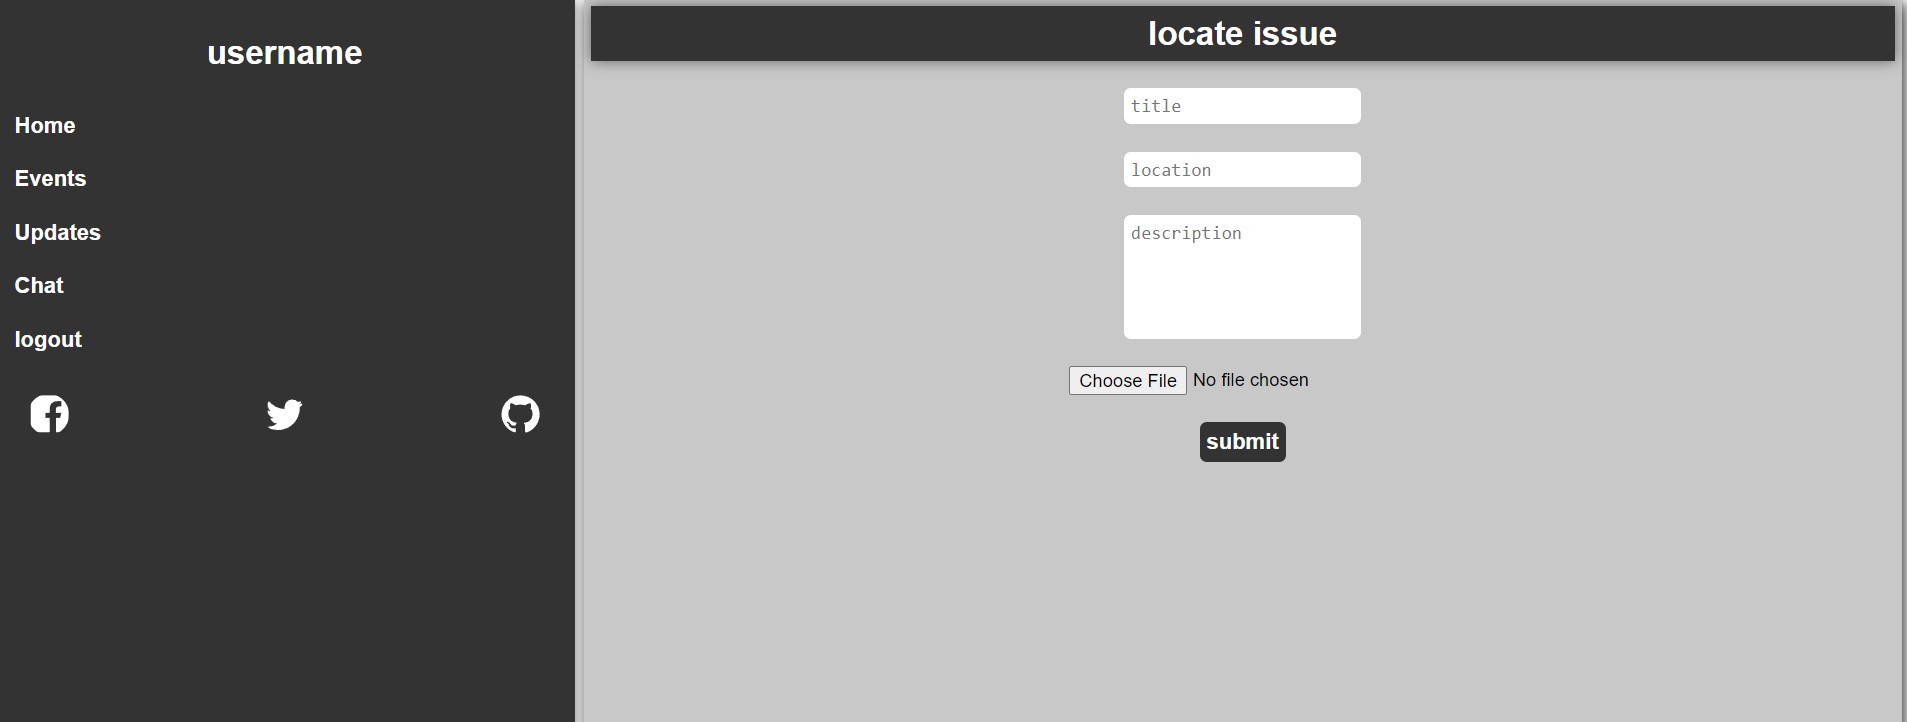 username
Home
Events
Updates
Chat
logout
locate issue
title
location
description
Choose File No file chosen
submit